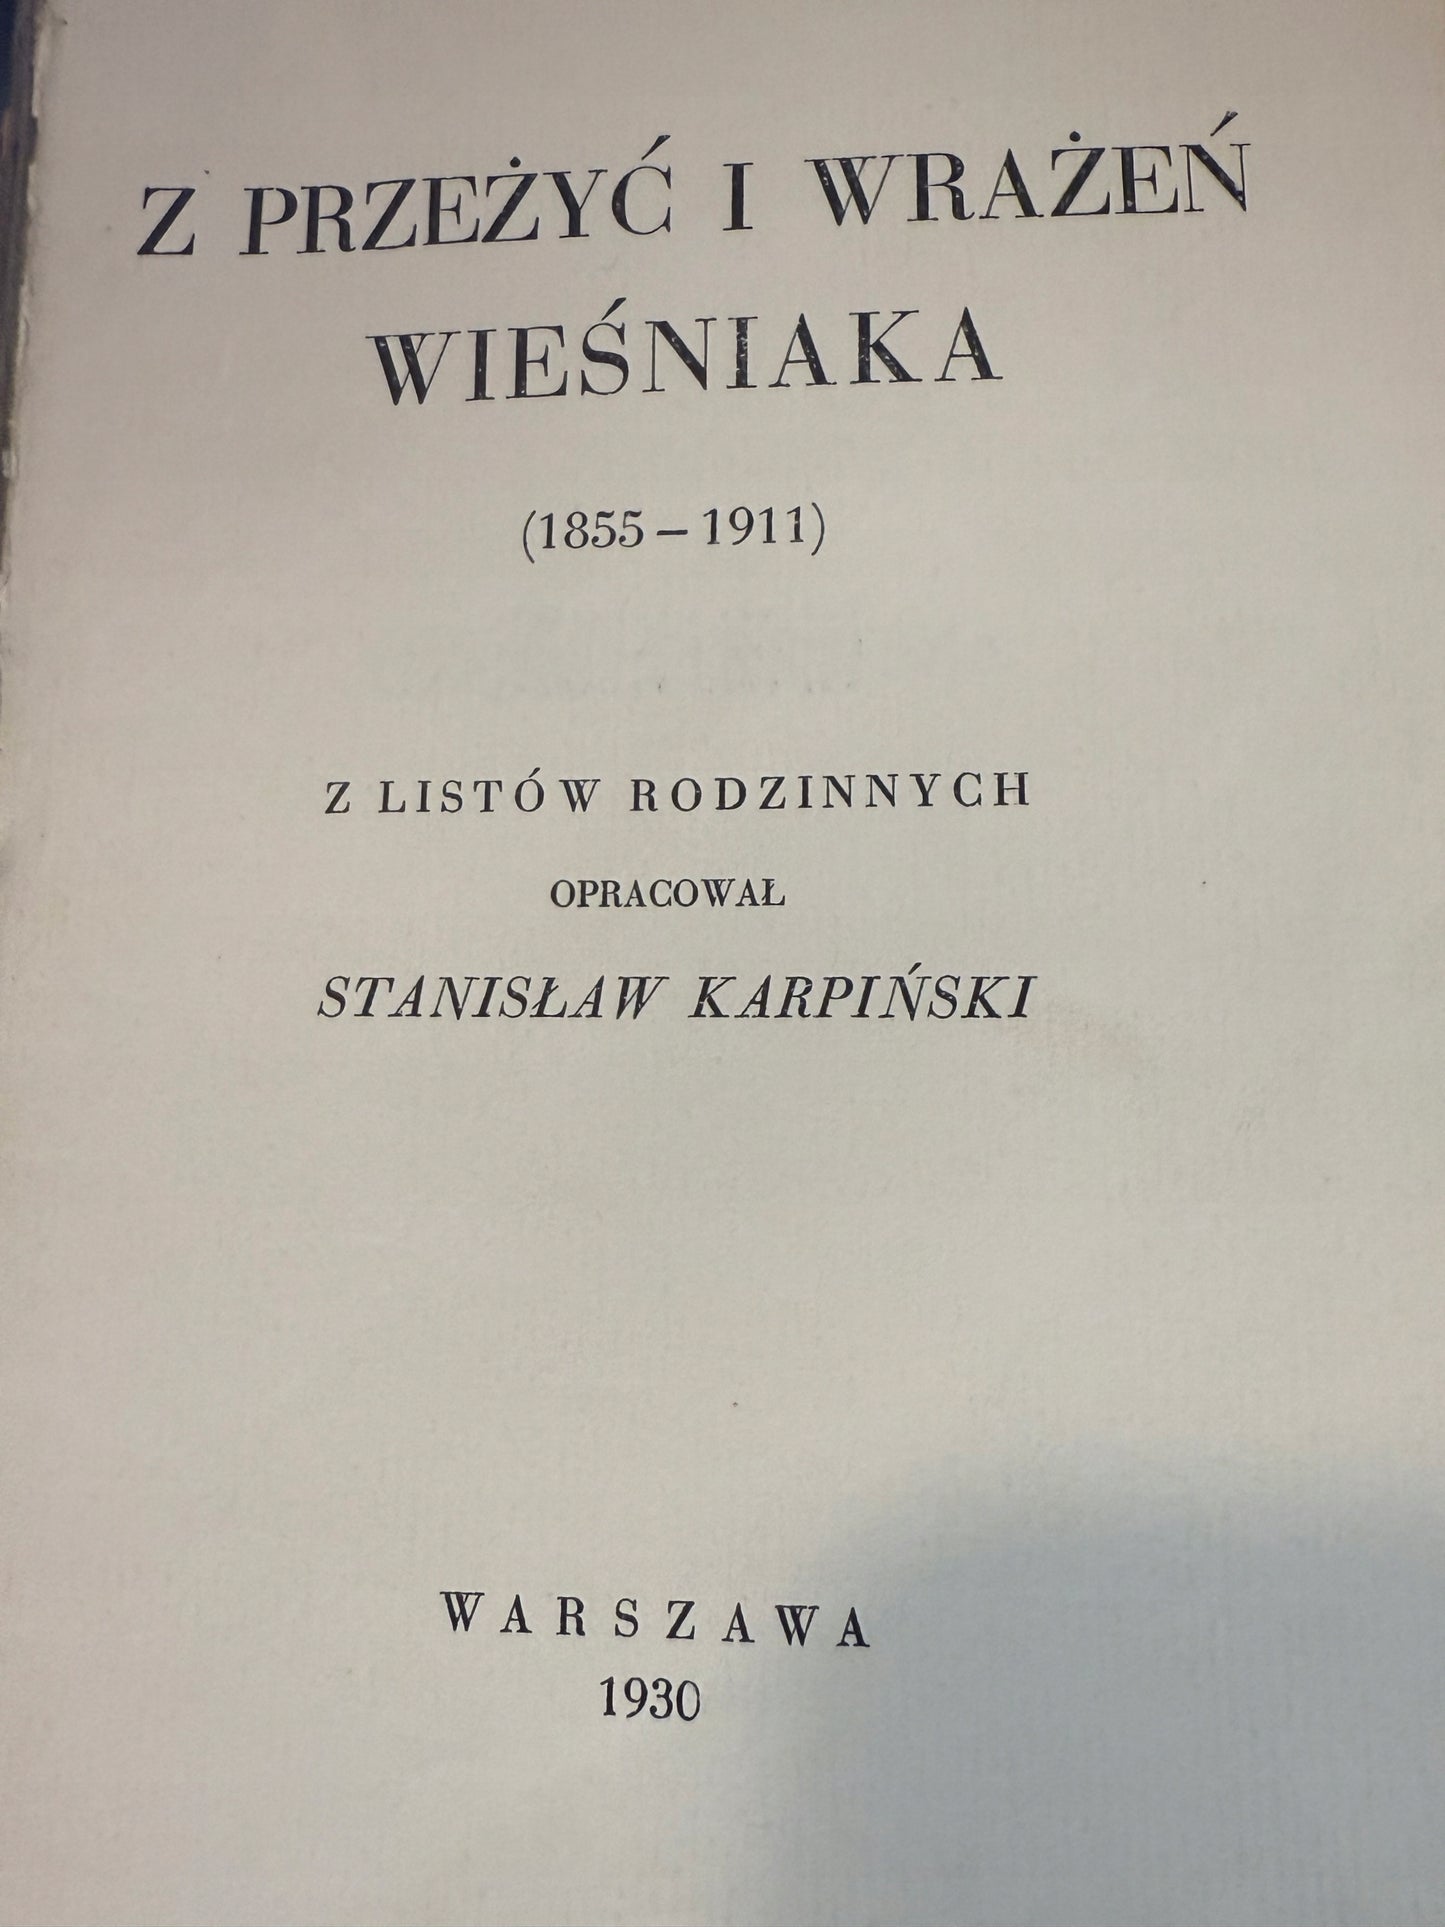 Z PRZEŻYĆ I WRAŻEŃ
WIEŚNIAKA
(1855 – 1911)
Z LISTÓW RODZINNYCH
OPRACOWAŁ
STANISŁAW KARPIŃSKI
WARSZAWA
1930